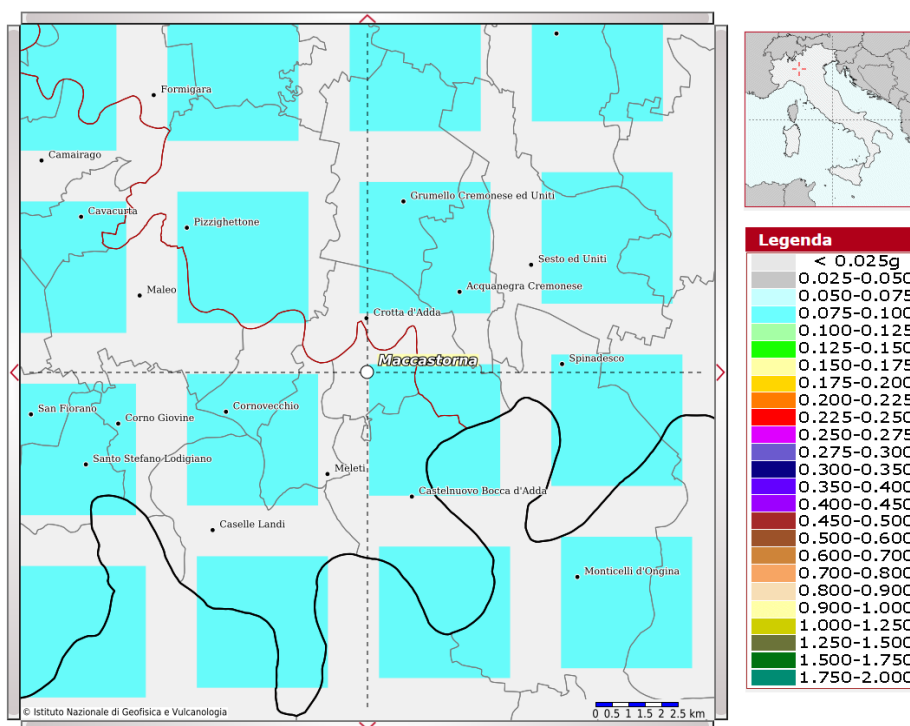 Formigara
Camairago
Cavacurta
Pizzighettone
Grumello Cremonese ed Uniti
Sesto ed Uniti
Maleo
Acquanegra Cremonese
Crotta d'Adda
Maccastorna
Spinadesco
San Fiorano
Corno Giovine
Cornovecchio
Santo Stefano Lodigiano
Meleti
Castelnuovo Bocca d'Adda
Caselle Landi
Monticelli d'Ongina
© Istituto Nazionale di Geofisica e Vulcanologia
0 0.5 1 1.5 2 2.5 km
Legenda
< 0.025g
0.025-0.050
0.050-0.075
0.075-0.100
0.100-0.125
0.125-0.150
0.150-0.175
0.175-0.200
0.200-0.225
0.225-0.250
0.250-0.275
0.275-0.300
0.300-0.350
0.350-0.400
0.400-0.450
0.450-0.500
0.500-0.600
0.600-0.700
0.700-0.800
0.800-0.900
0.900-1.000
1.000-1.250
1.250-1.500
1.500-1.750
1.750-2.000